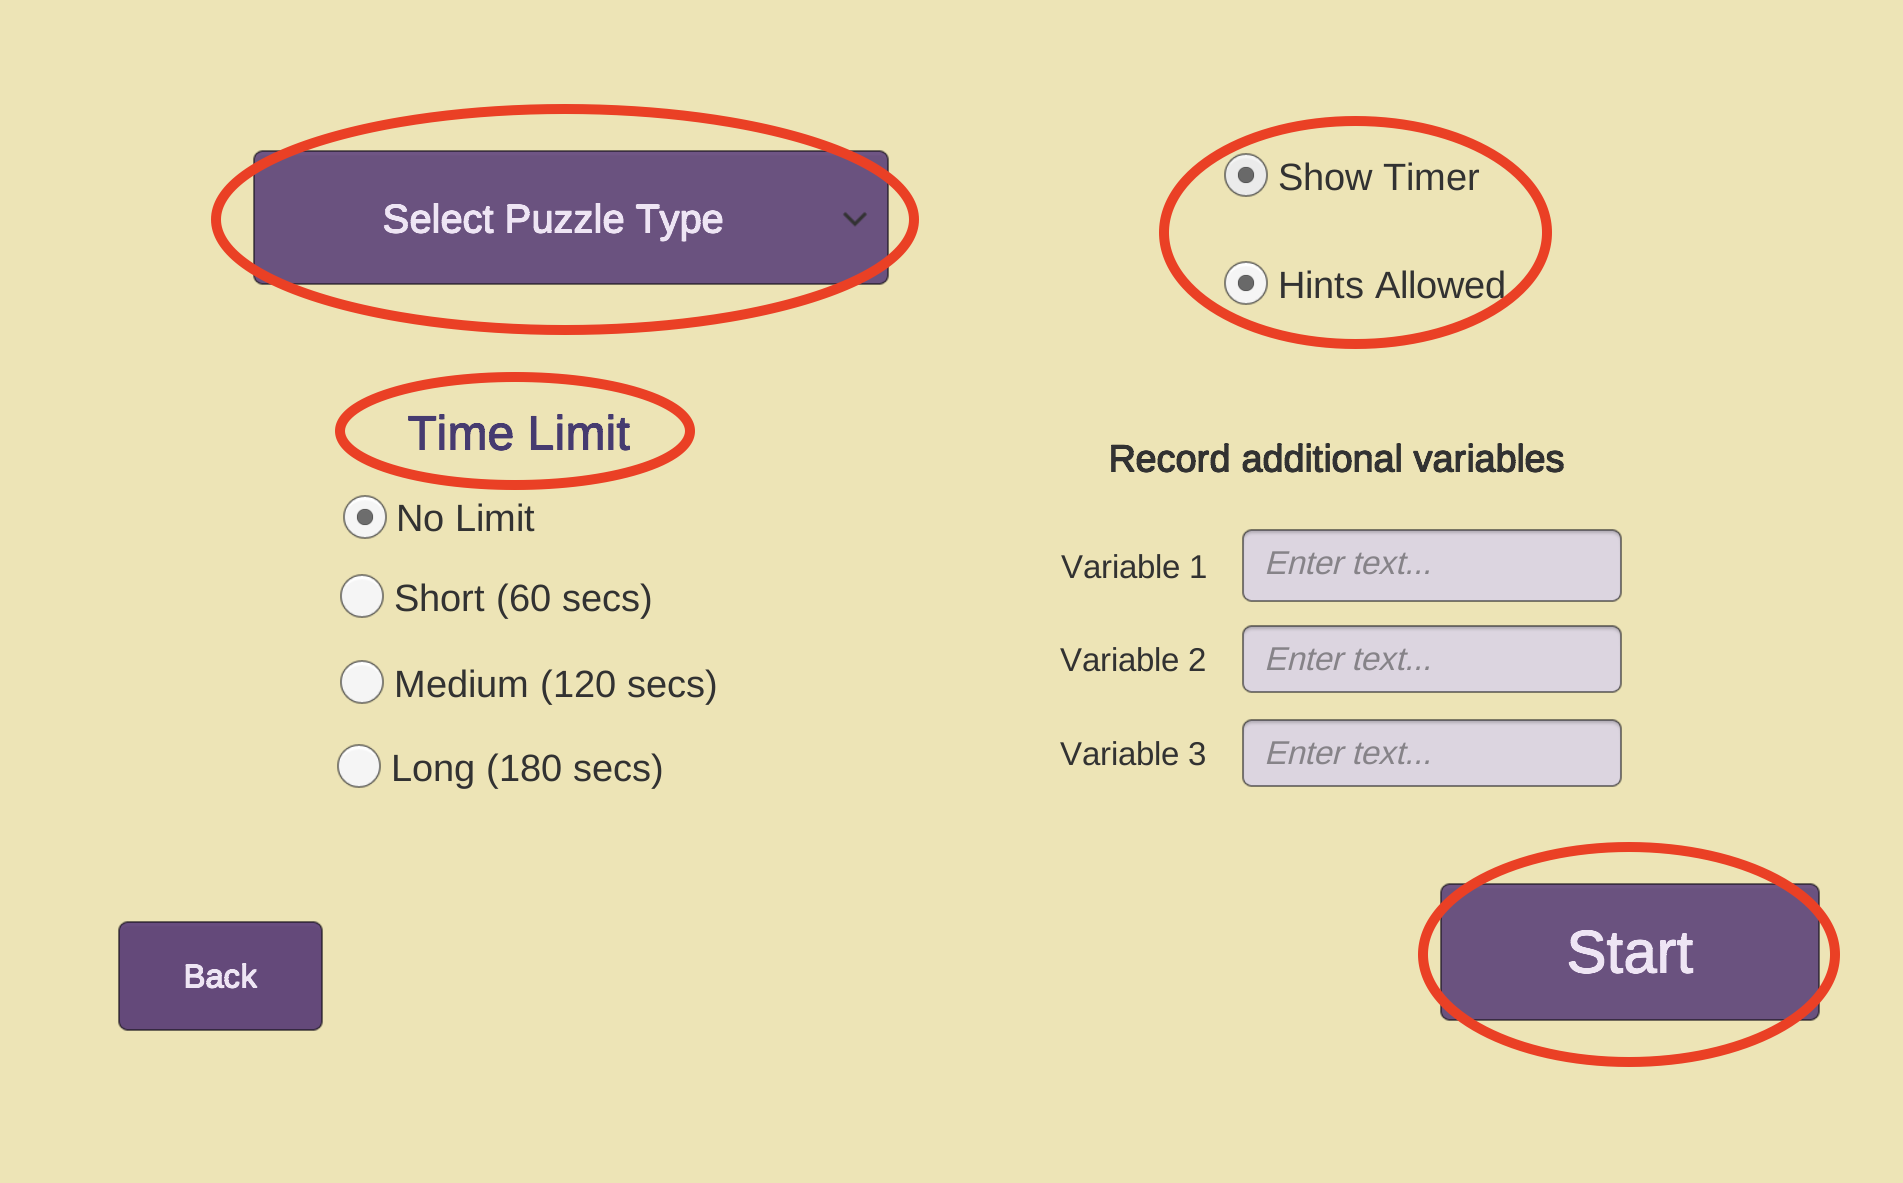 Select Puzzle Type
Show Timer
Hints Allowed
Time Limit
No Limit
Short (60 secs)
Medium (120 secs)
Long (180 secs)
Record additional variables
Variable 1 Enter text...
Variable 2 Enter text...
Variable 3 Enter text...
Back
Start